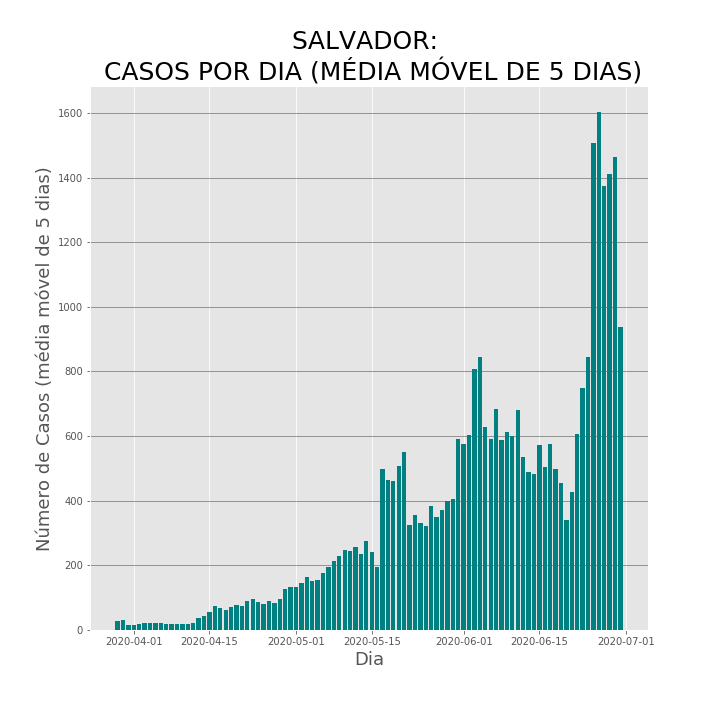 SALVADOR:
CASOS POR DIA (MÉDIA MÓVEL DE 5 DIAS)
Número de Casos (média móvel de 5 dias)
1600
1400
1200
1000
800
600
400
200
0
2020-04-01 2020-04-15 2020-05-01 2020-05-15 2020-06-01 2020-06-15 2020-07-01
Dia